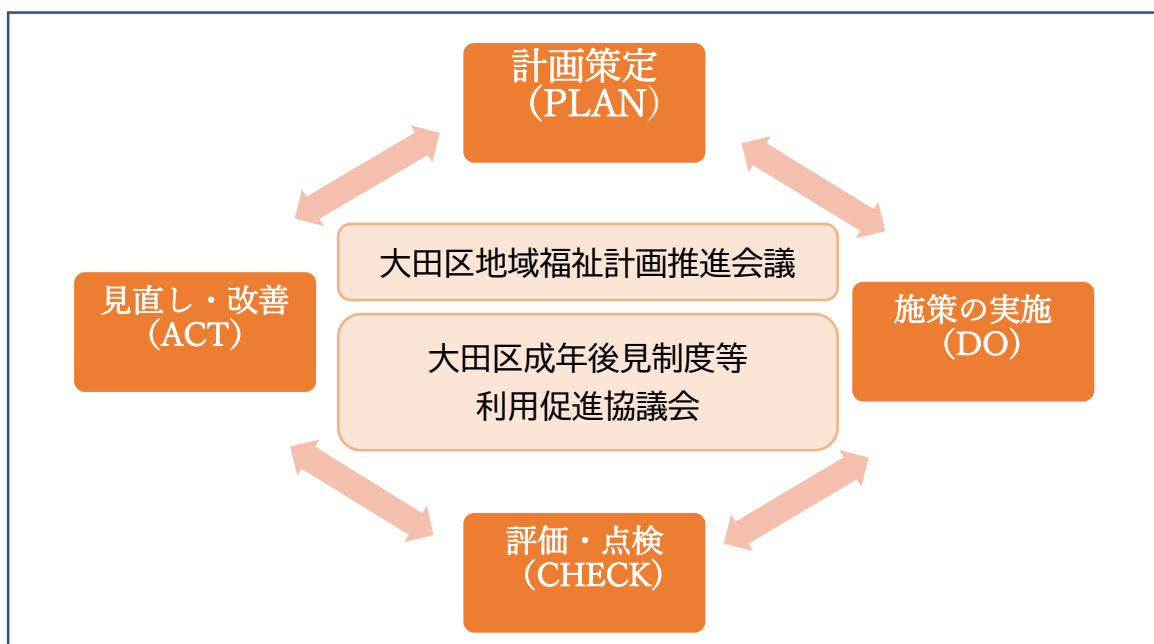 計画策定
（PLAN）
大田区地域福祉計画推進会議
見直し・改善
（ACT）
施策の実施
（DO）
大田区成年後見制度等
利用促進協議会
評価・点検
（CHECK）